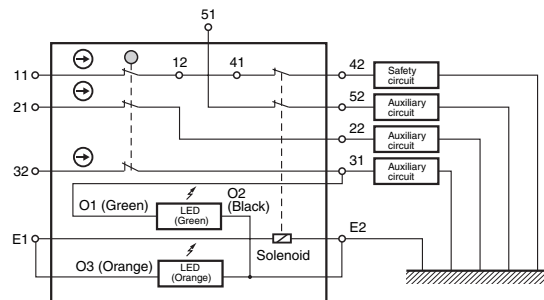 51
11
12
41
42
Safety
circuit
21
52
Auxiliary
circuit
22
Auxiliary
circuit
32
31
Auxiliary
circuit
O1 (Green)
LED
(Green)
O2
(Black)
E1
Solenoid
E2
O3 (Orange)
LED
(Orange)